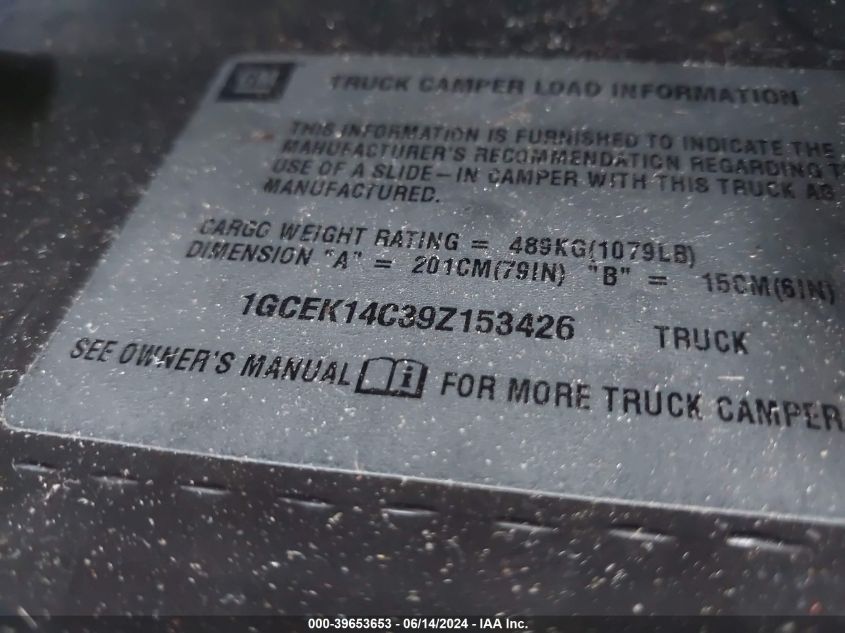 GM
TRUCK CAMPER LOAD INFORMATION
THIS INFORMATION IS FURNISHED TO INDICATE THE
MANUFACTURER'S RECOMMENDATION REGARDING T
USE OF A SLIDE-IN CAMPER WITH THIS TRUCK AS
MANUFACTURED.
CARGO WEIGHT RATING = 489KG(1079LB)
DIMENSION "A" = 201CM(79IN) "B" = 15CM(6IN)
1GCEK14C39Z153426 TRUCK
SEE OWNER'S MANUAL i FOR MORE TRUCK CAMPER
000-39653653 - 06/14/2024 - IAA Inc.